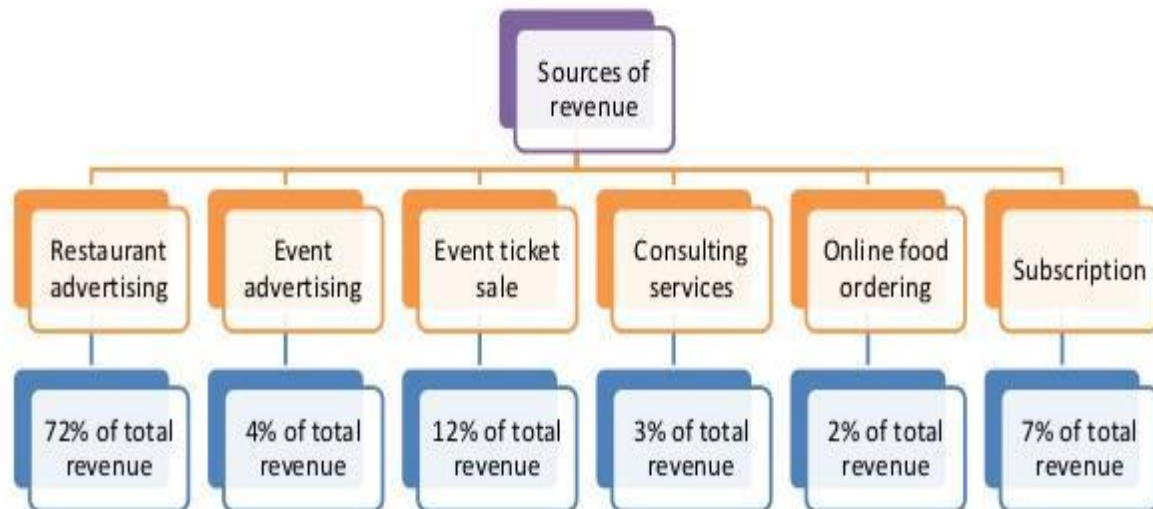 Sources of
revenue
Restaurant
advertising
Event
advertising
Event ticket
sale
Consulting
services
Online food
ordering
Subscription
72% of total
revenue
4% of total
revenue
12% of total
revenue
3% of total
revenue
2% of total
revenue
7% of total
revenue